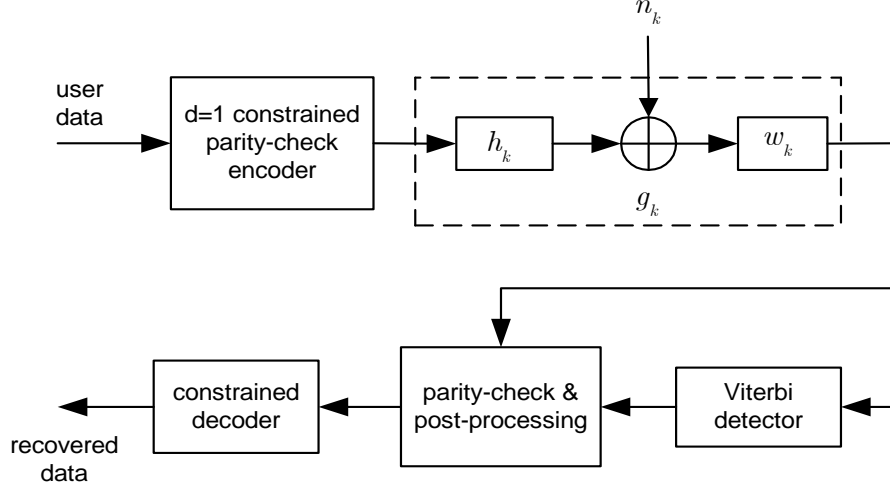 n_k
user
data
d=1 constrained
parity-check
encoder
h_k
w_k
g_k
constrained
decoder
parity-check &
post-processing
Viterbi
detector
recovered
data